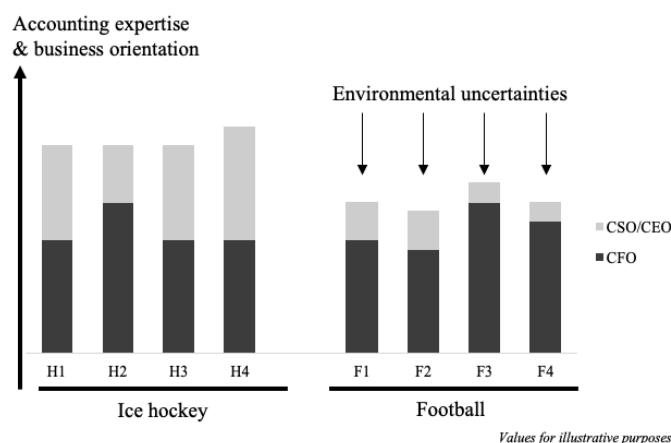 Accounting expertise
& business orientation
Environmental uncertainties
CSO/CEO
CFO
H1 H2 H3 H4 F1 F2 F3 F4
Ice hockey Football
Values for illustrative purposes